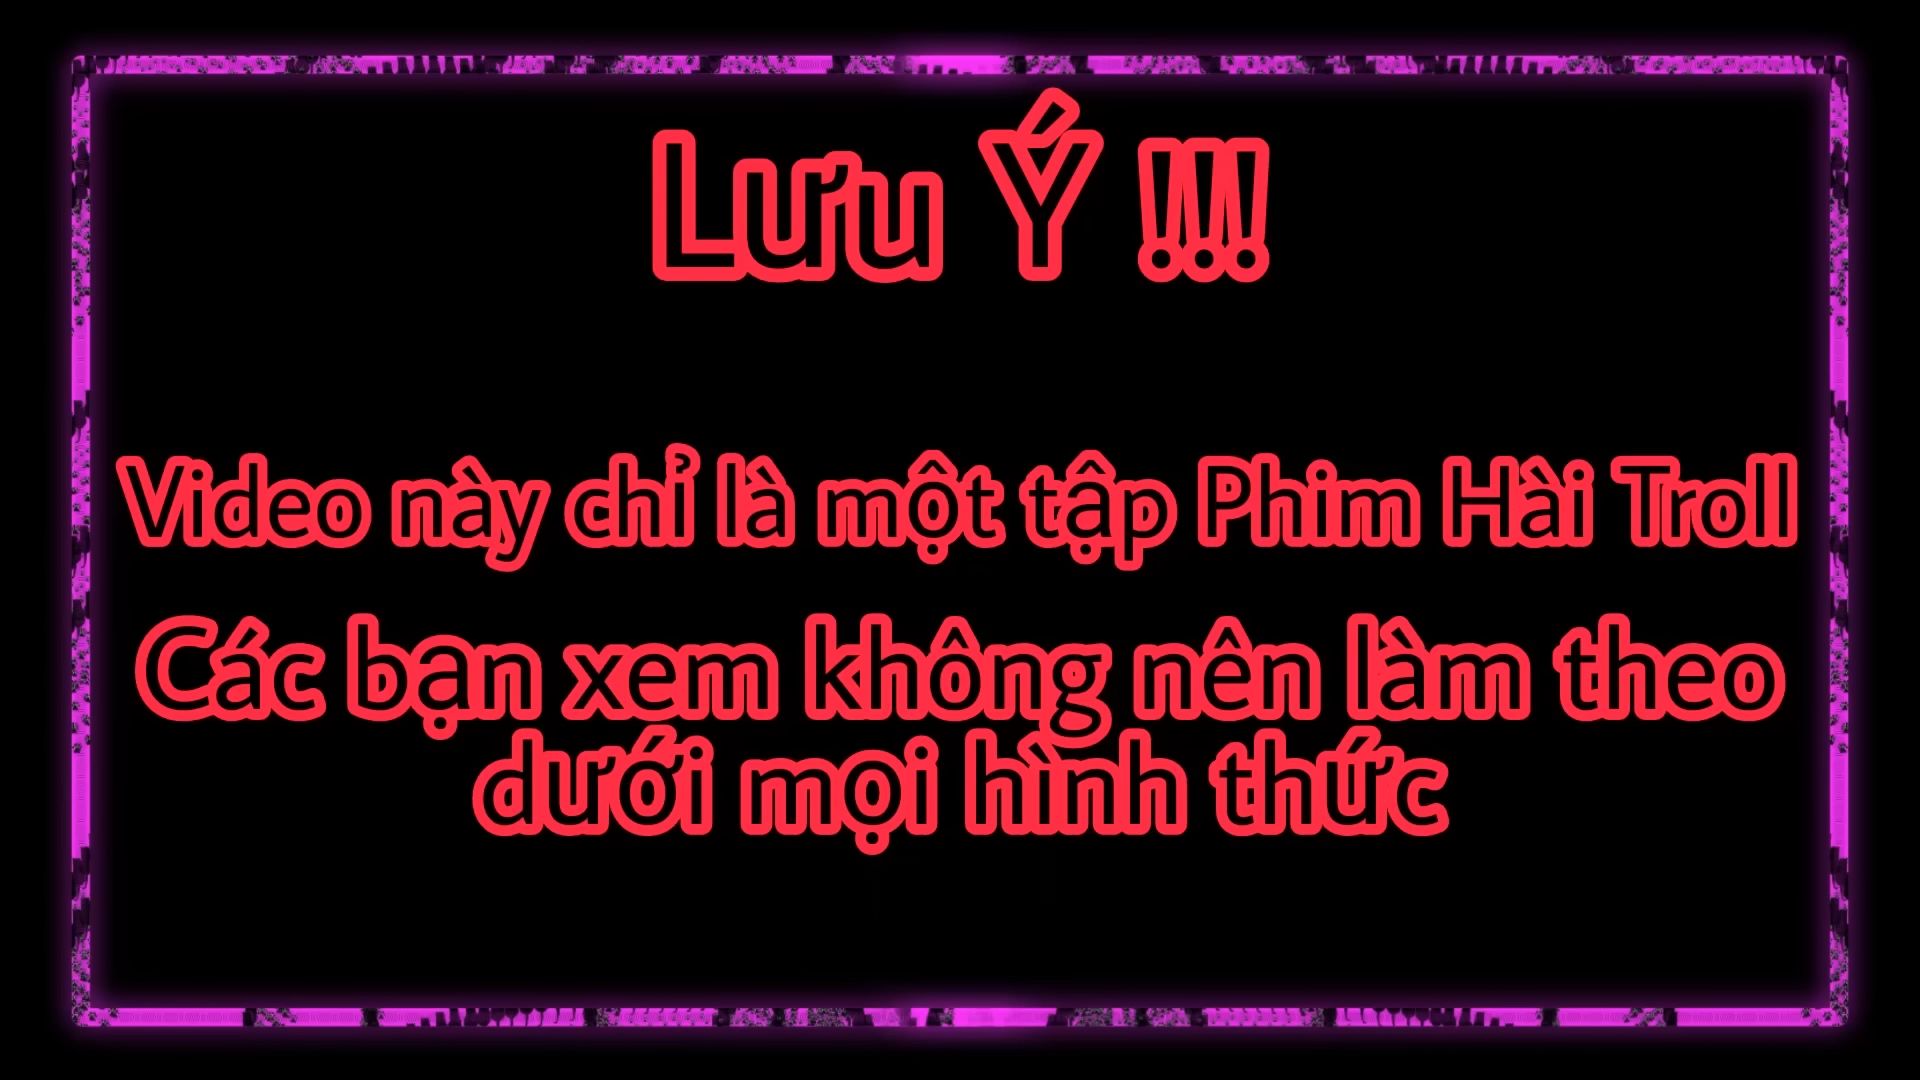 Lưu Ý !!!
Video này chỉ là một tập Phim Hài Troll
Các bạn xem không nên làm theo
dưới mọi hình thức